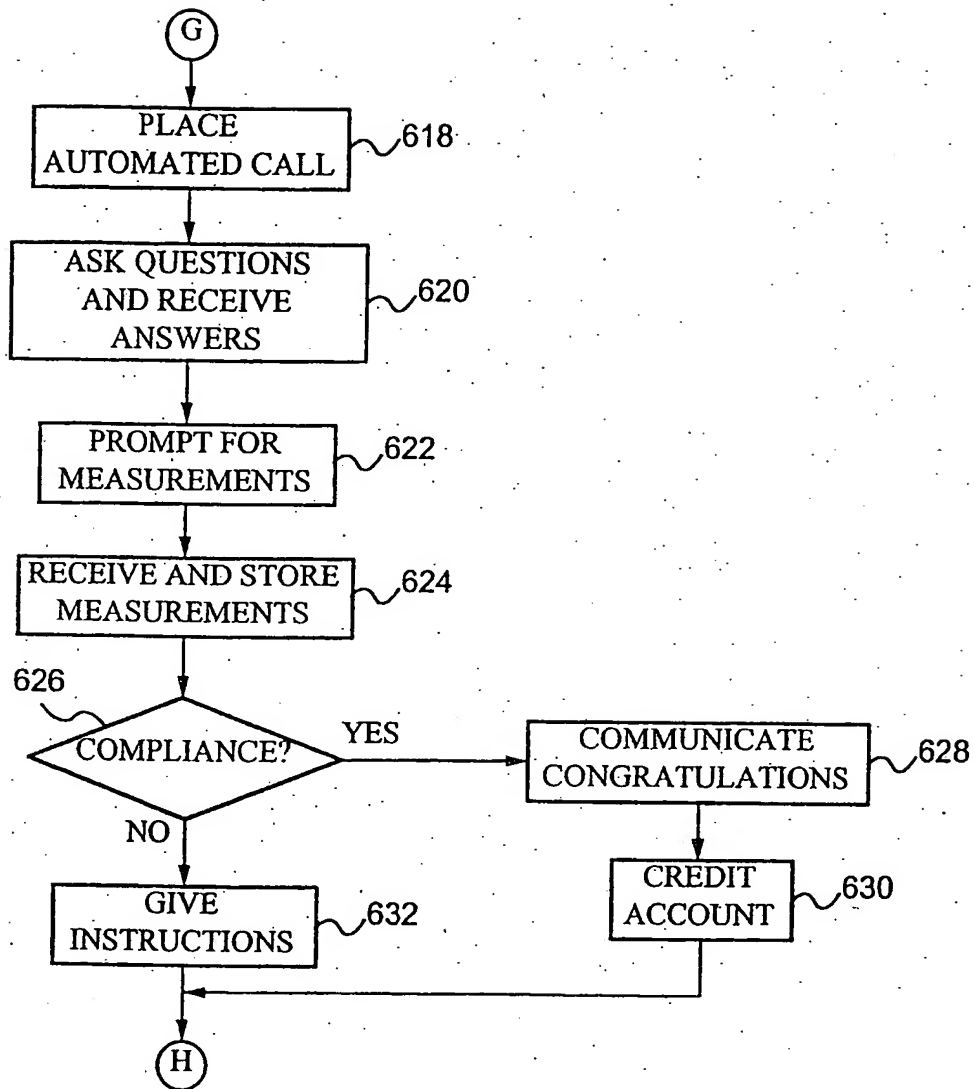 G
PLACE
AUTOMATED CALL
618
ASK QUESTIONS
AND RECEIVE
ANSWERS
620
PROMPT FOR
MEASUREMENTS
622
RECEIVE AND STORE
MEASUREMENTS
624
626
COMPLIANCE?
YES
COMMUNICATE
CONGRATULATIONS
628
NO
GIVE
INSTRUCTIONS
632
CREDIT
ACCOUNT
630
H